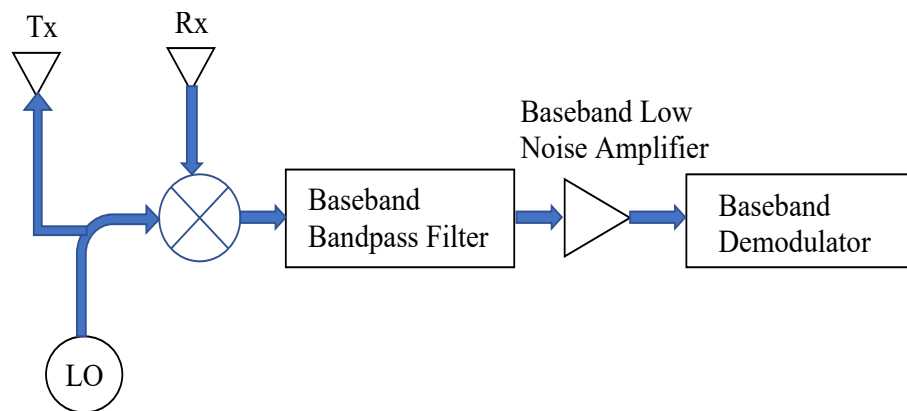 Tx
Rx
Baseband Low
Noise Amplifier
Baseband
Bandpass Filter
Baseband
Demodulator
LO